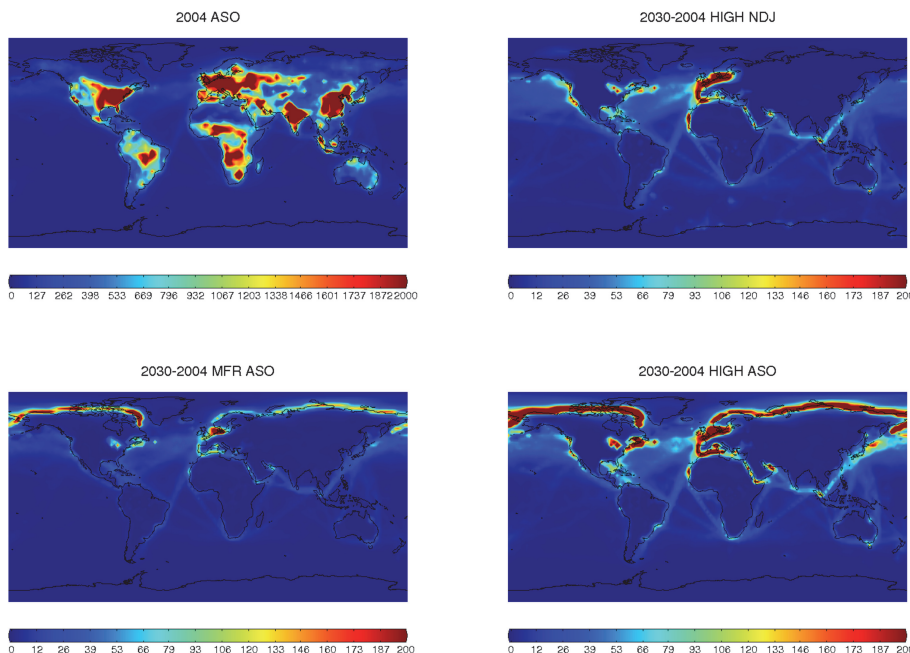 2004 ASO
2030-2004 HIGH NDJ
0 127 262 398 533 669 796 932 1067 1203 1338 1466 1601 1737 1872 2000
0 12 26 39 53 66 79 93 106 120 133 146 160 173 187 200
2030-2004 MFR ASO
2030-2004 HIGH ASO
0 12 26 39 53 66 79 93 106 120 133 146 160 173 187 200
0 12 26 39 53 66 79 93 106 120 133 146 160 173 187 200